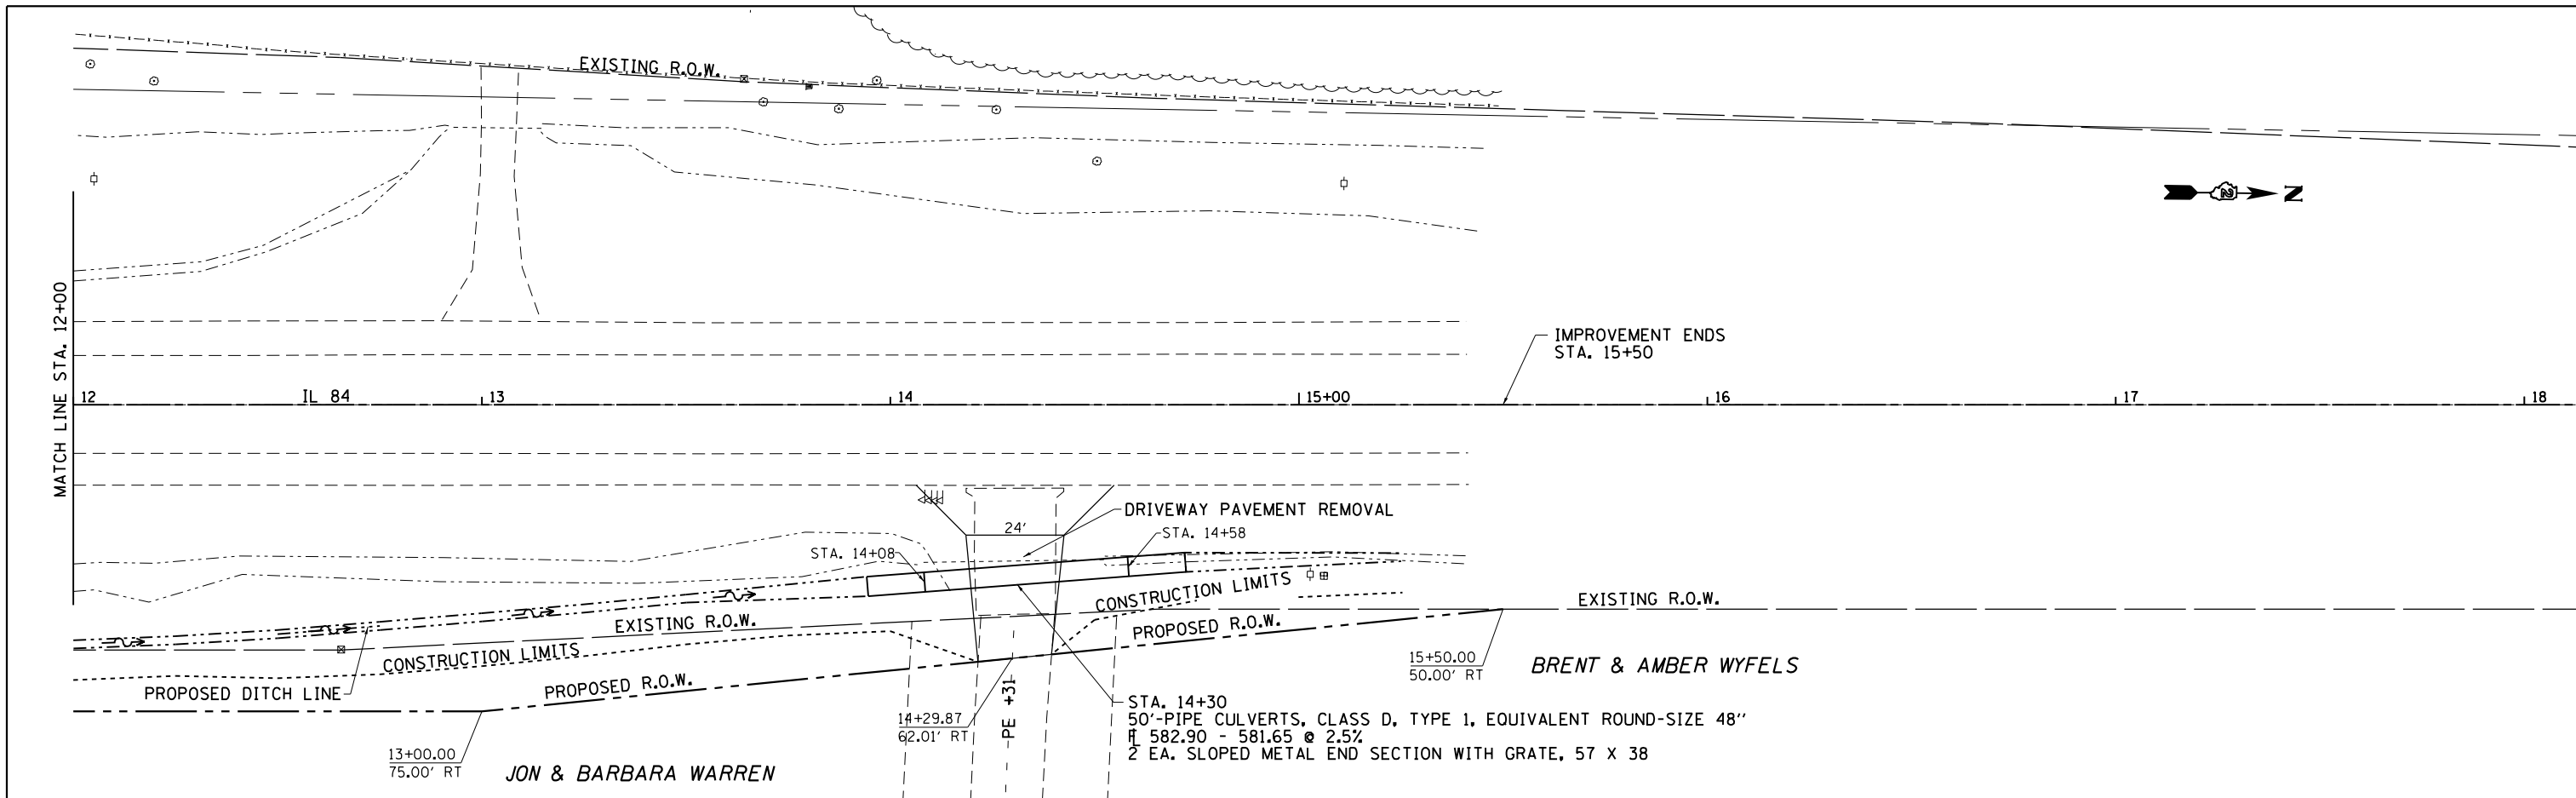 EXISTING R.O.W.
N
MATCH LINE STA. 12+00
IMPROVEMENT ENDS
STA. 15+50
12
IL 84
13
14
15+00
16
17
18
DRIVEWAY PAVEMENT REMOVAL
24'
STA. 14+58
STA. 14+08
CONSTRUCTION LIMITS
EXISTING R.O.W.
EXISTING R.O.W.
PROPOSED R.O.W.
CONSTRUCTION LIMITS
15+50.00
50.00' RT
BRENT & AMBER WYFELS
PROPOSED DITCH LINE
PROPOSED R.O.W.
PE +31
STA. 14+30
50'-PIPE CULVERTS, CLASS D, TYPE 1, EQUIVALENT ROUND-SIZE 48''
FL 582.90 - 581.65 @ 2.5%
2 EA. SLOPED METAL END SECTION WITH GRATE, 57 X 38
14+29.87
62.01' RT
13+00.00
75.00' RT
JON & BARBARA WARREN